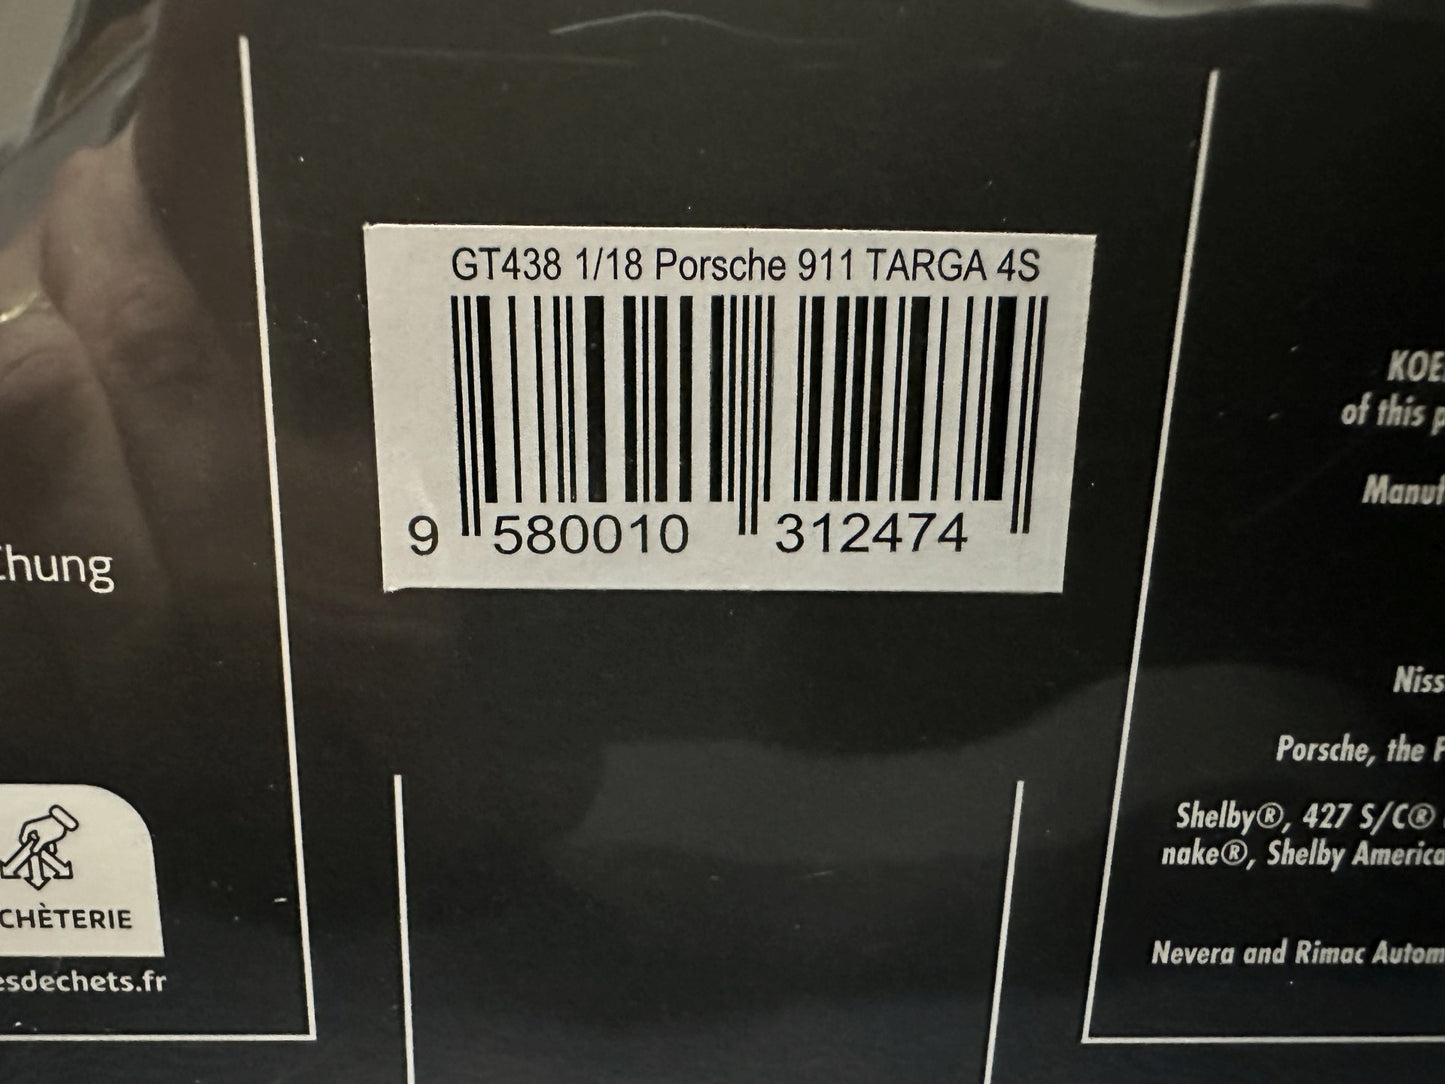 GT438 1/18 Porsche 911 TARGA 4S
9 580010 312474
Chung
CHÈTERIE
esdechets.fr
KOE
of this p
Manuf
Niss
Porsche, the F
Shelby®, 427 S/C®
nake®, Shelby America
Nevera and Rimac Autom